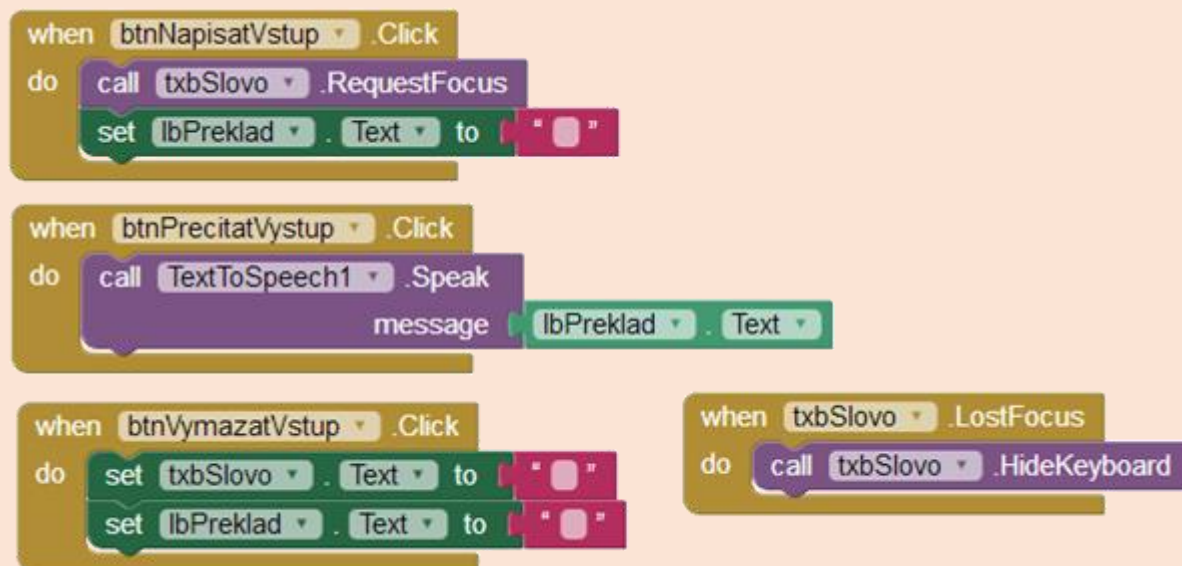 when btnNapisatVstup .Click
do call txbSlovo .RequestFocus
set lbPreklad . Text to " "
when btnPrecitatVystup .Click
do call TextToSpeech1 .Speak
message lbPreklad . Text
when btnVymazatVstup .Click
do set txbSlovo . Text to " "
set lbPreklad . Text to " "
when txbSlovo .LostFocus
do call txbSlovo .HideKeyboard